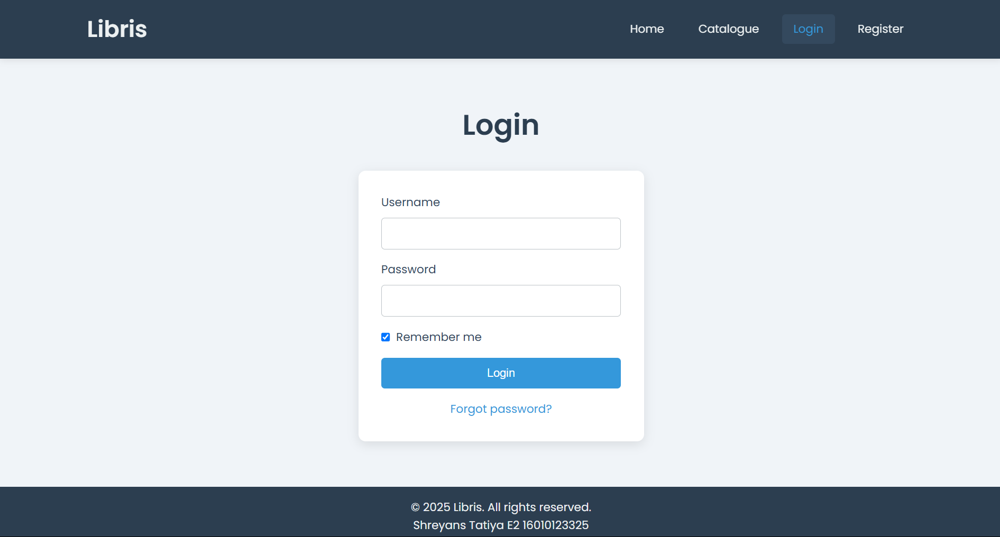 Libris
Home Catalogue Login Register
Login
Username
Password
Remember me
Login
Forgot password?
© 2025 Libris. All rights reserved.
Shreyans Tatiya E2 16010123325